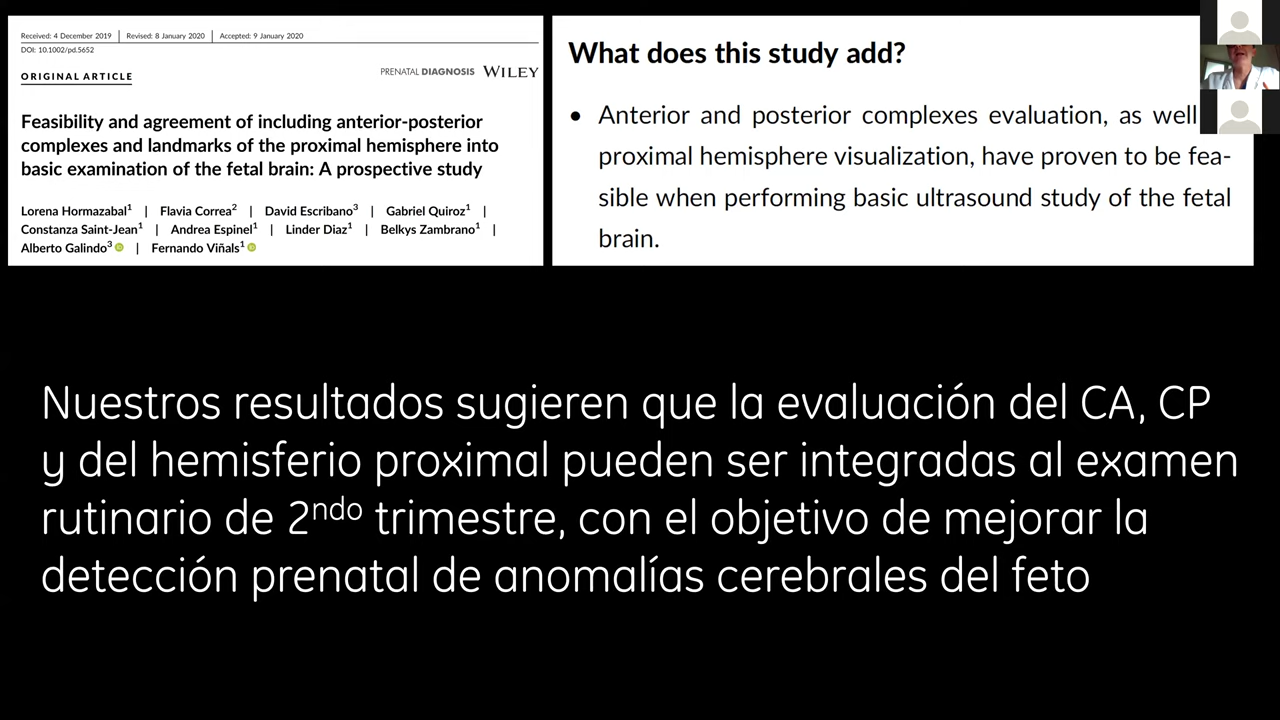 Received: 4 December 2019 | Revised: 8 January 2020 | Accepted: 9 January 2020
DOI: 10.1002/pd.5652
ORIGINAL ARTICLE
PRENATAL DIAGNOSIS WILEY
Feasibility and agreement of including anterior-posterior
complexes and landmarks of the proximal hemisphere into
basic examination of the fetal brain: A prospective study
Lorena Hormazabal1 | Flavia Correa2 | David Escribano3 | Gabriel Quiroz1 |
Constanza Saint-Jean1 | Andrea Espinel1 | Linder Diaz1 | Belkys Zambrano1 |
Alberto Galindo3 | Fernando Viñals1
What does this study add?
• Anterior and posterior complexes evaluation, as well
proximal hemisphere visualization, have proven to be fea-
sible when performing basic ultrasound study of the fetal
brain.
Nuestros resultados sugieren que la evaluación del CA, CP
y del hemisferio proximal pueden ser integradas al examen
rutinario de 2ndo trimestre, con el objetivo de mejorar la
detección prenatal de anomalías cerebrales del feto